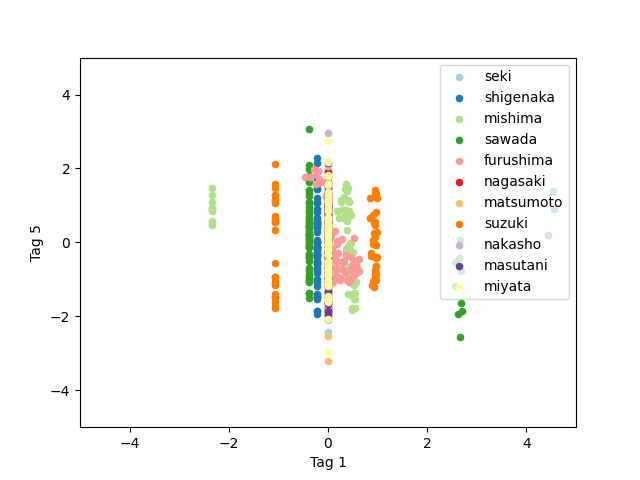 4
2
0
−2
−4
Tag 5
−4
−2
0
2
4
Tag 1
seki
shigenaka
mishima
sawada
furushima
nagasaki
matsumoto
suzuki
nakasho
masutani
miyata